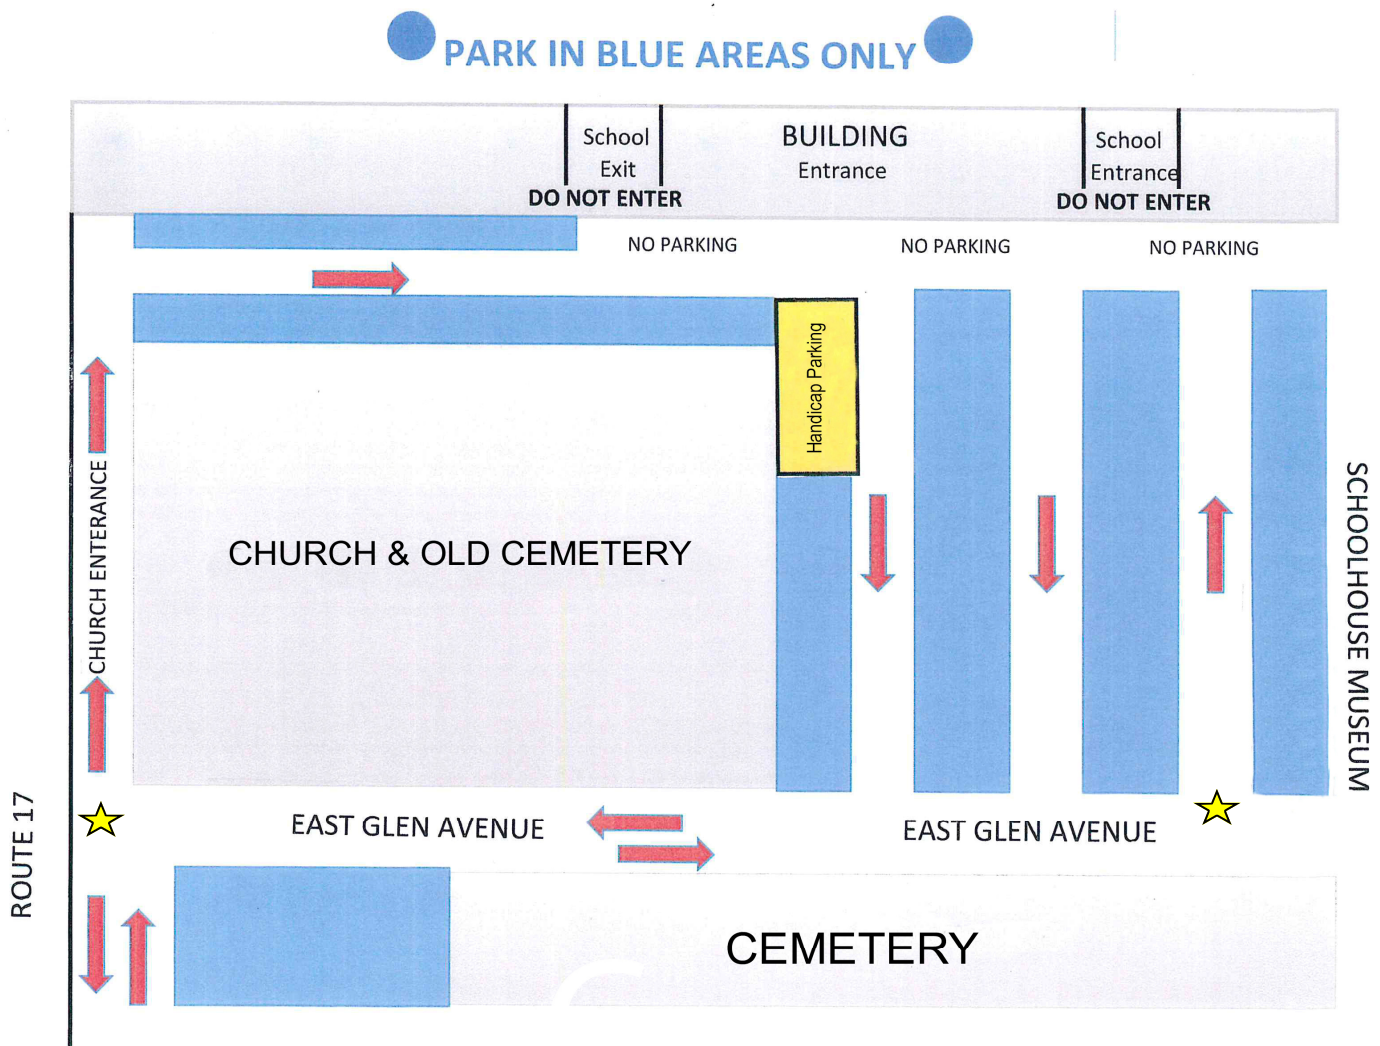 PARK IN BLUE AREAS ONLY
School
Exit
DO NOT ENTER
BUILDING
Entrance
School
Entrance
DO NOT ENTER
NO PARKING
NO PARKING
NO PARKING
Handicap Parking
CHURCH ENTERANCE
CHURCH & OLD CEMETERY
SCHOOLHOUSE MUSEUM
ROUTE 17
EAST GLEN AVENUE
EAST GLEN AVENUE
CEMETERY